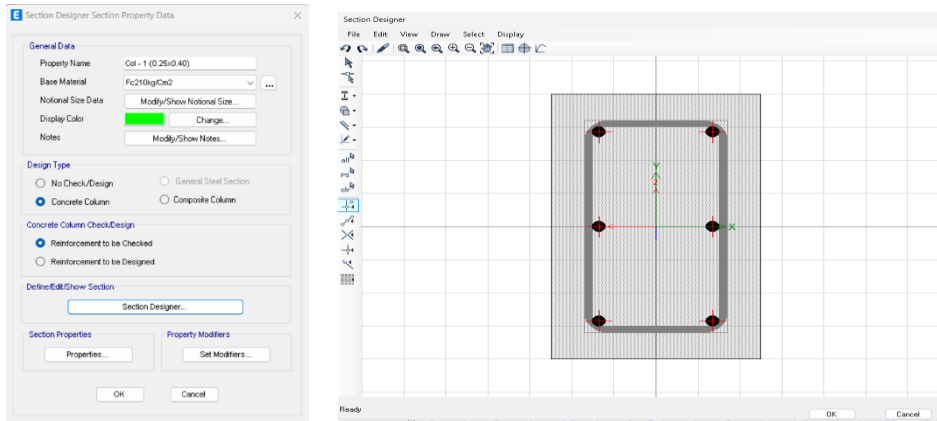 E Section Designer Section Property Data
General Data
Property Name Col - 1 (0.25x0.40)
Base Material Fc210kg/Cm2 ...
Notional Size Data Modify/Show Notional Size...
Display Color Change...
Notes Modify/Show Notes...
Design Type
No Check/Design General Steel Section
Concrete Column Composite Column
Concrete Column Check/Design
Reinforcement to be Checked
Reinforcement to be Designed
Define/Edit/Show Section
Section Designer...
Section Properties Property Modifiers
Properties... Set Modifiers...
OK Cancel
Section Designer
File Edit View Draw Select Display
all
ps
clr
Y
2
X
Ready
OK Cancel